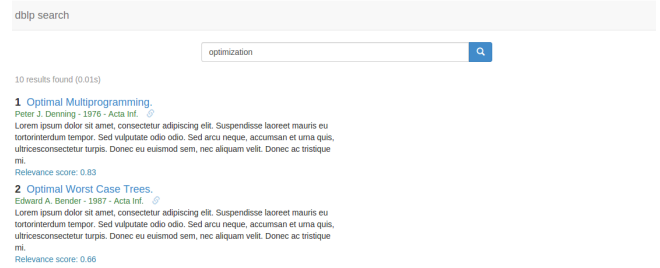 dblp search
optimization
10 results found (0.01s)
1 Optimal Multiprogramming.
Peter J. Denning - 1976 - Acta Inf.
Lorem ipsum dolor sit amet, consectetur adipiscing elit. Suspendisse laoreet mauris eu
tortorinterdum tempor. Sed vulputate odio odio. Sed arcu neque, accumsan et urna quis,
ultricesconsectetur turpis. Donec eu euismod sem, nec aliquam velit. Donec ac tristique
mi.
Relevance score: 0.83
2 Optimal Worst Case Trees.
Edward A. Bender - 1987 - Acta Inf.
Lorem ipsum dolor sit amet, consectetur adipiscing elit. Suspendisse laoreet mauris eu
tortorinterdum tempor. Sed vulputate odio odio. Sed arcu neque, accumsan et urna quis,
ultricesconsectetur turpis. Donec eu euismod sem, nec aliquam velit. Donec ac tristique
mi.
Relevance score: 0.66